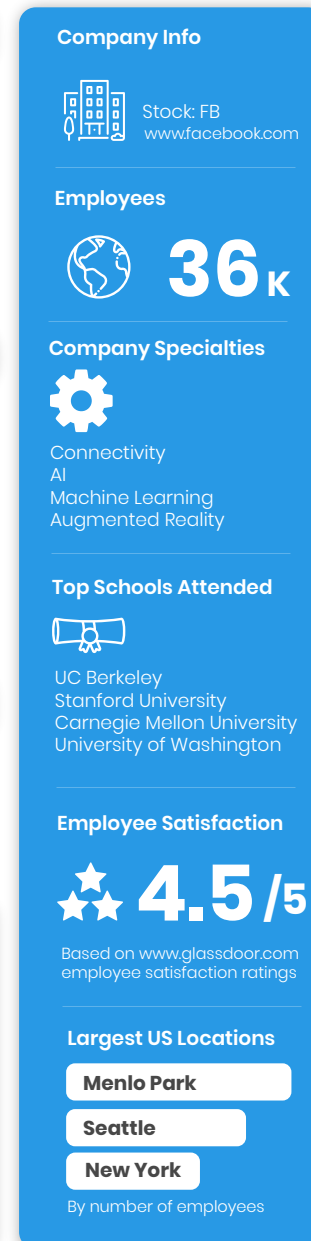 Company Info
Stock: FB
www.facebook.com
Employees
36 K
Company Specialties
Connectivity
AI
Machine Learning
Augmented Reality
Top Schools Attended
UC Berkeley
Stanford University
Carnegie Mellon University
University of Washington
Employee Satisfaction
4.5 /5
Based on www.glassdoor.com
employee satisfaction ratings
Largest US Locations
Menlo Park
Seattle
New York
By number of employees